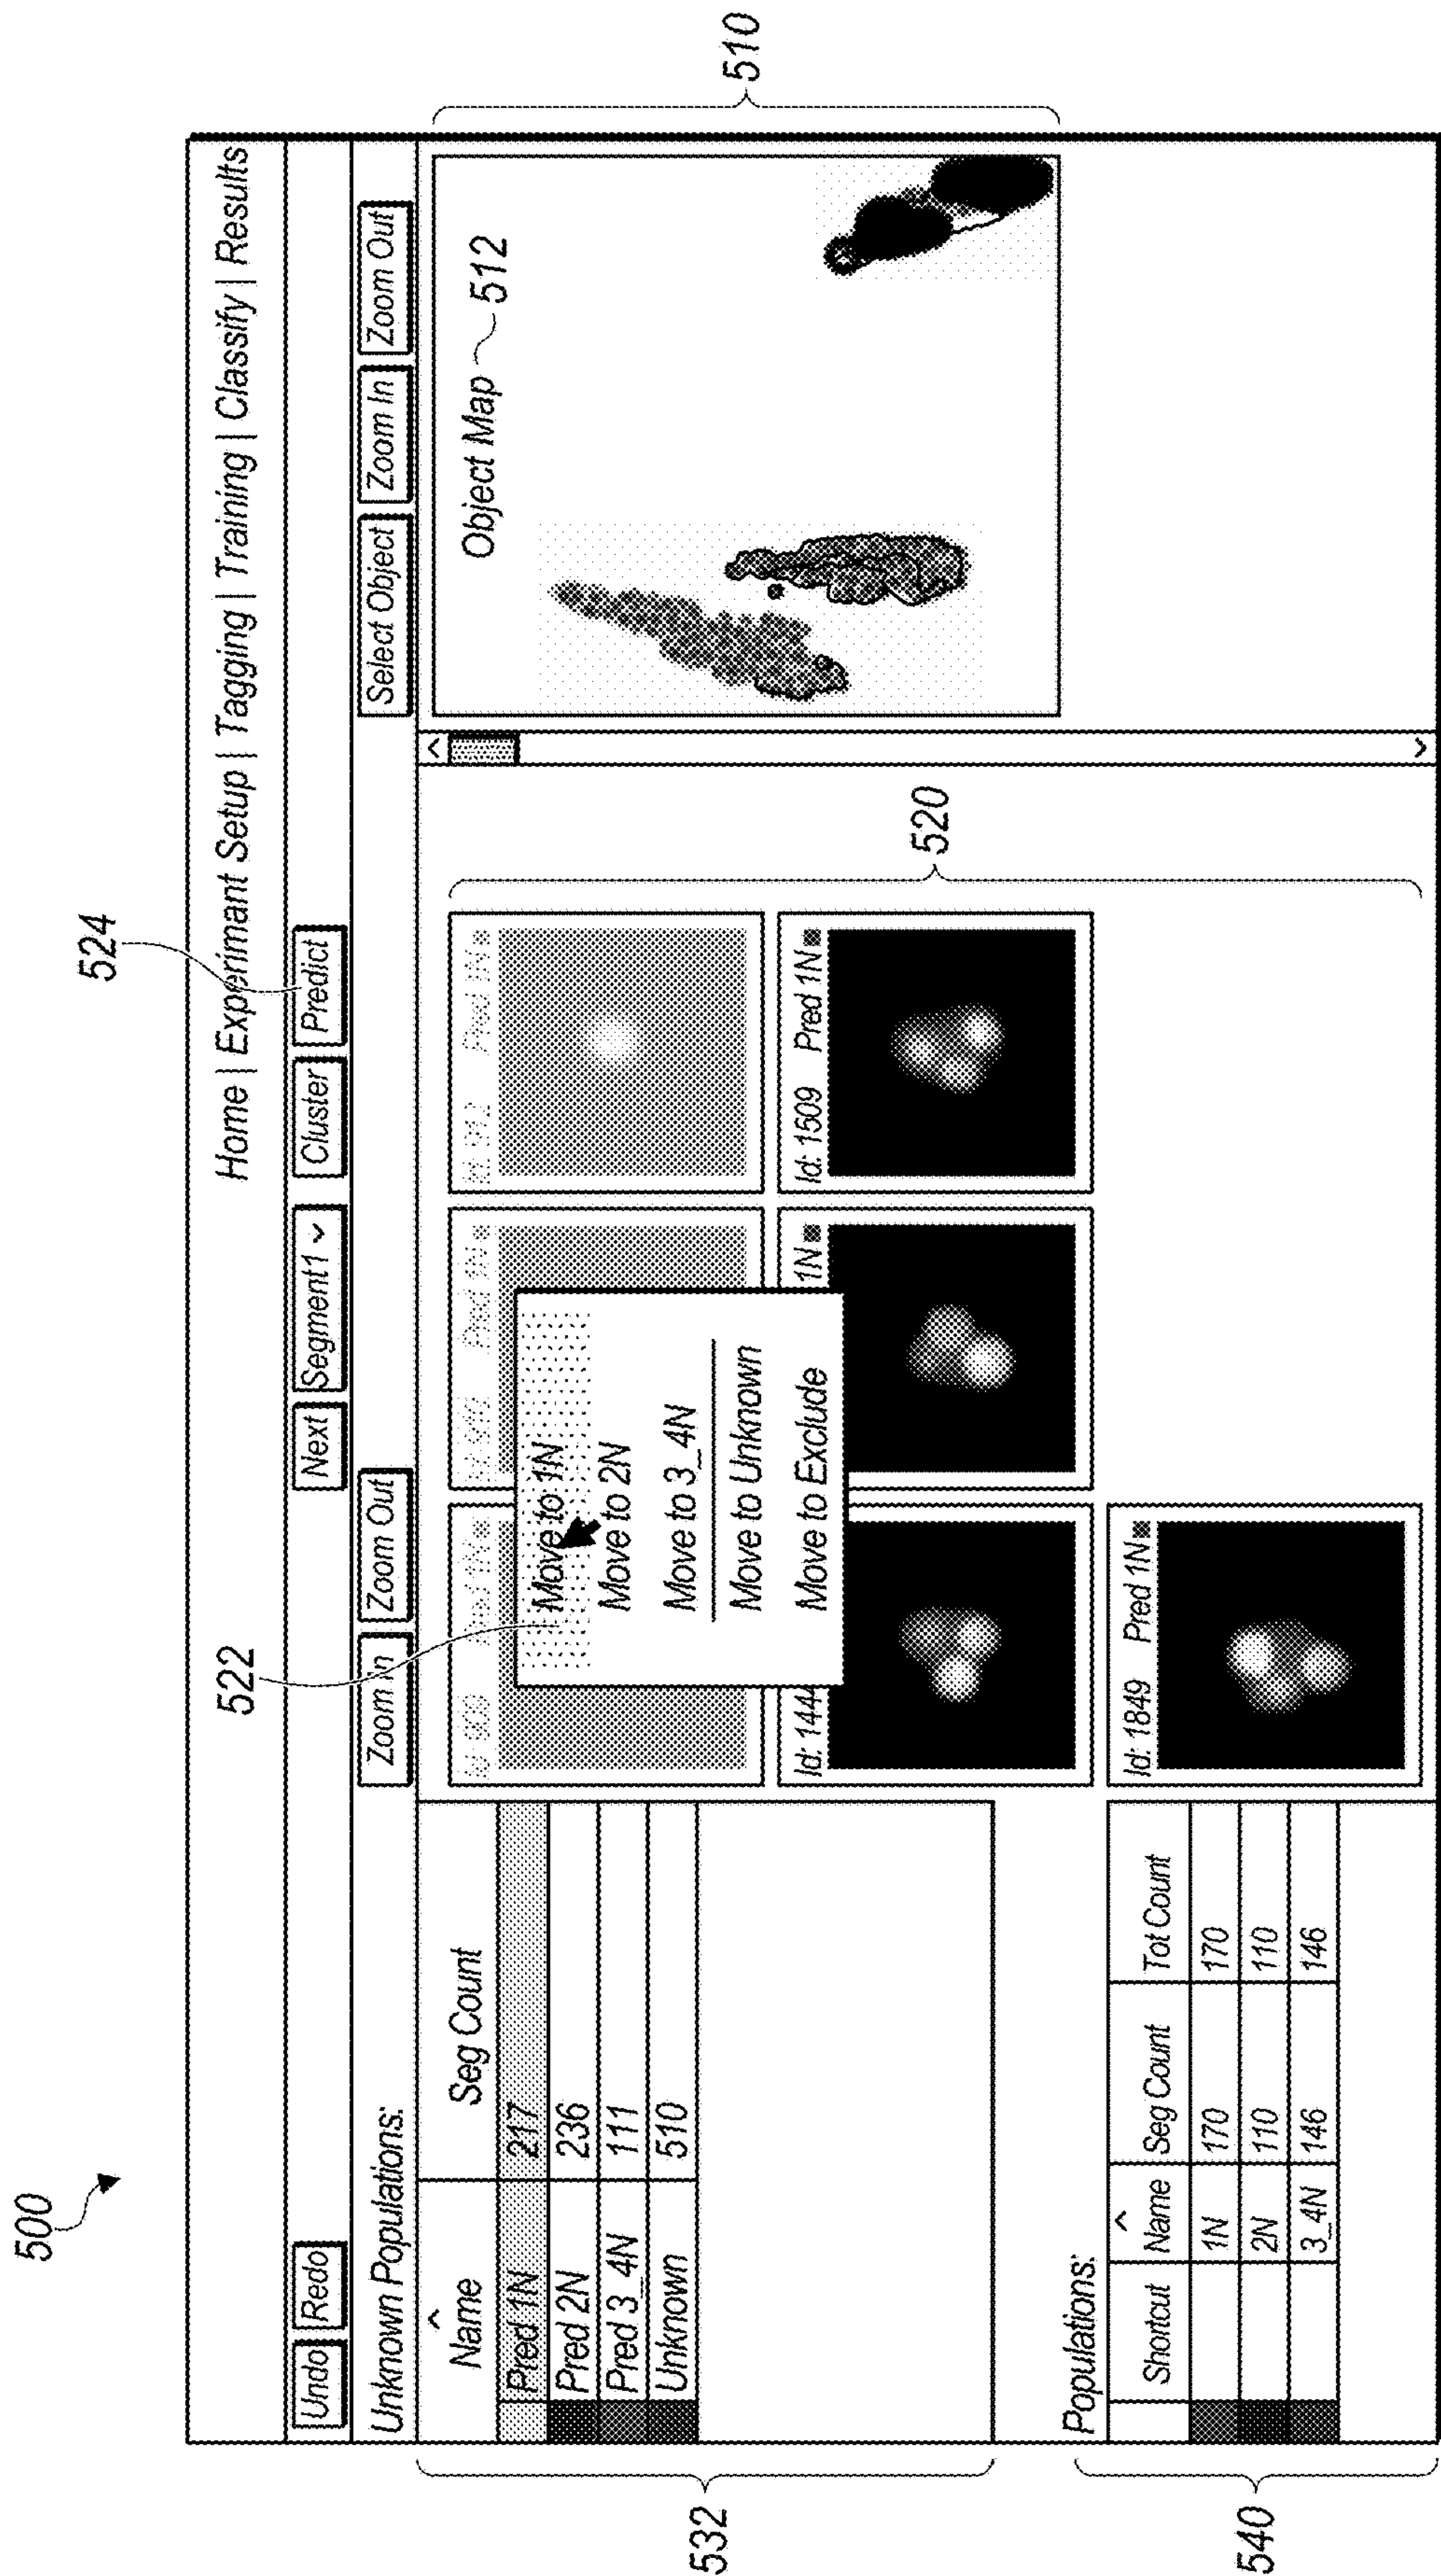 500
524
522
Home | Experimant Setup | Tagging | Training | Classify | Results
Undo Redo Next Segment1 Cluster Predict
Unknown Populations: Zoom In Zoom Out Select Object Zoom In Zoom Out
Name Seg Count
Pred 1N 217
Pred 2N 236
Pred 3_4N 111
Unknown 510
532
Id: 909
Move to 1N
Move to 2N
Move to 3_4N
Move to Unknown
Move to Exclude
Id: 1444 1N Id: 1509 Pred 1N
Id: 1849 Pred 1N
520
Object Map 512
510
Populations:
Shortcut Name Seg Count Tot Count
1N 170 170
2N 110 110
3_4N 146 146
540